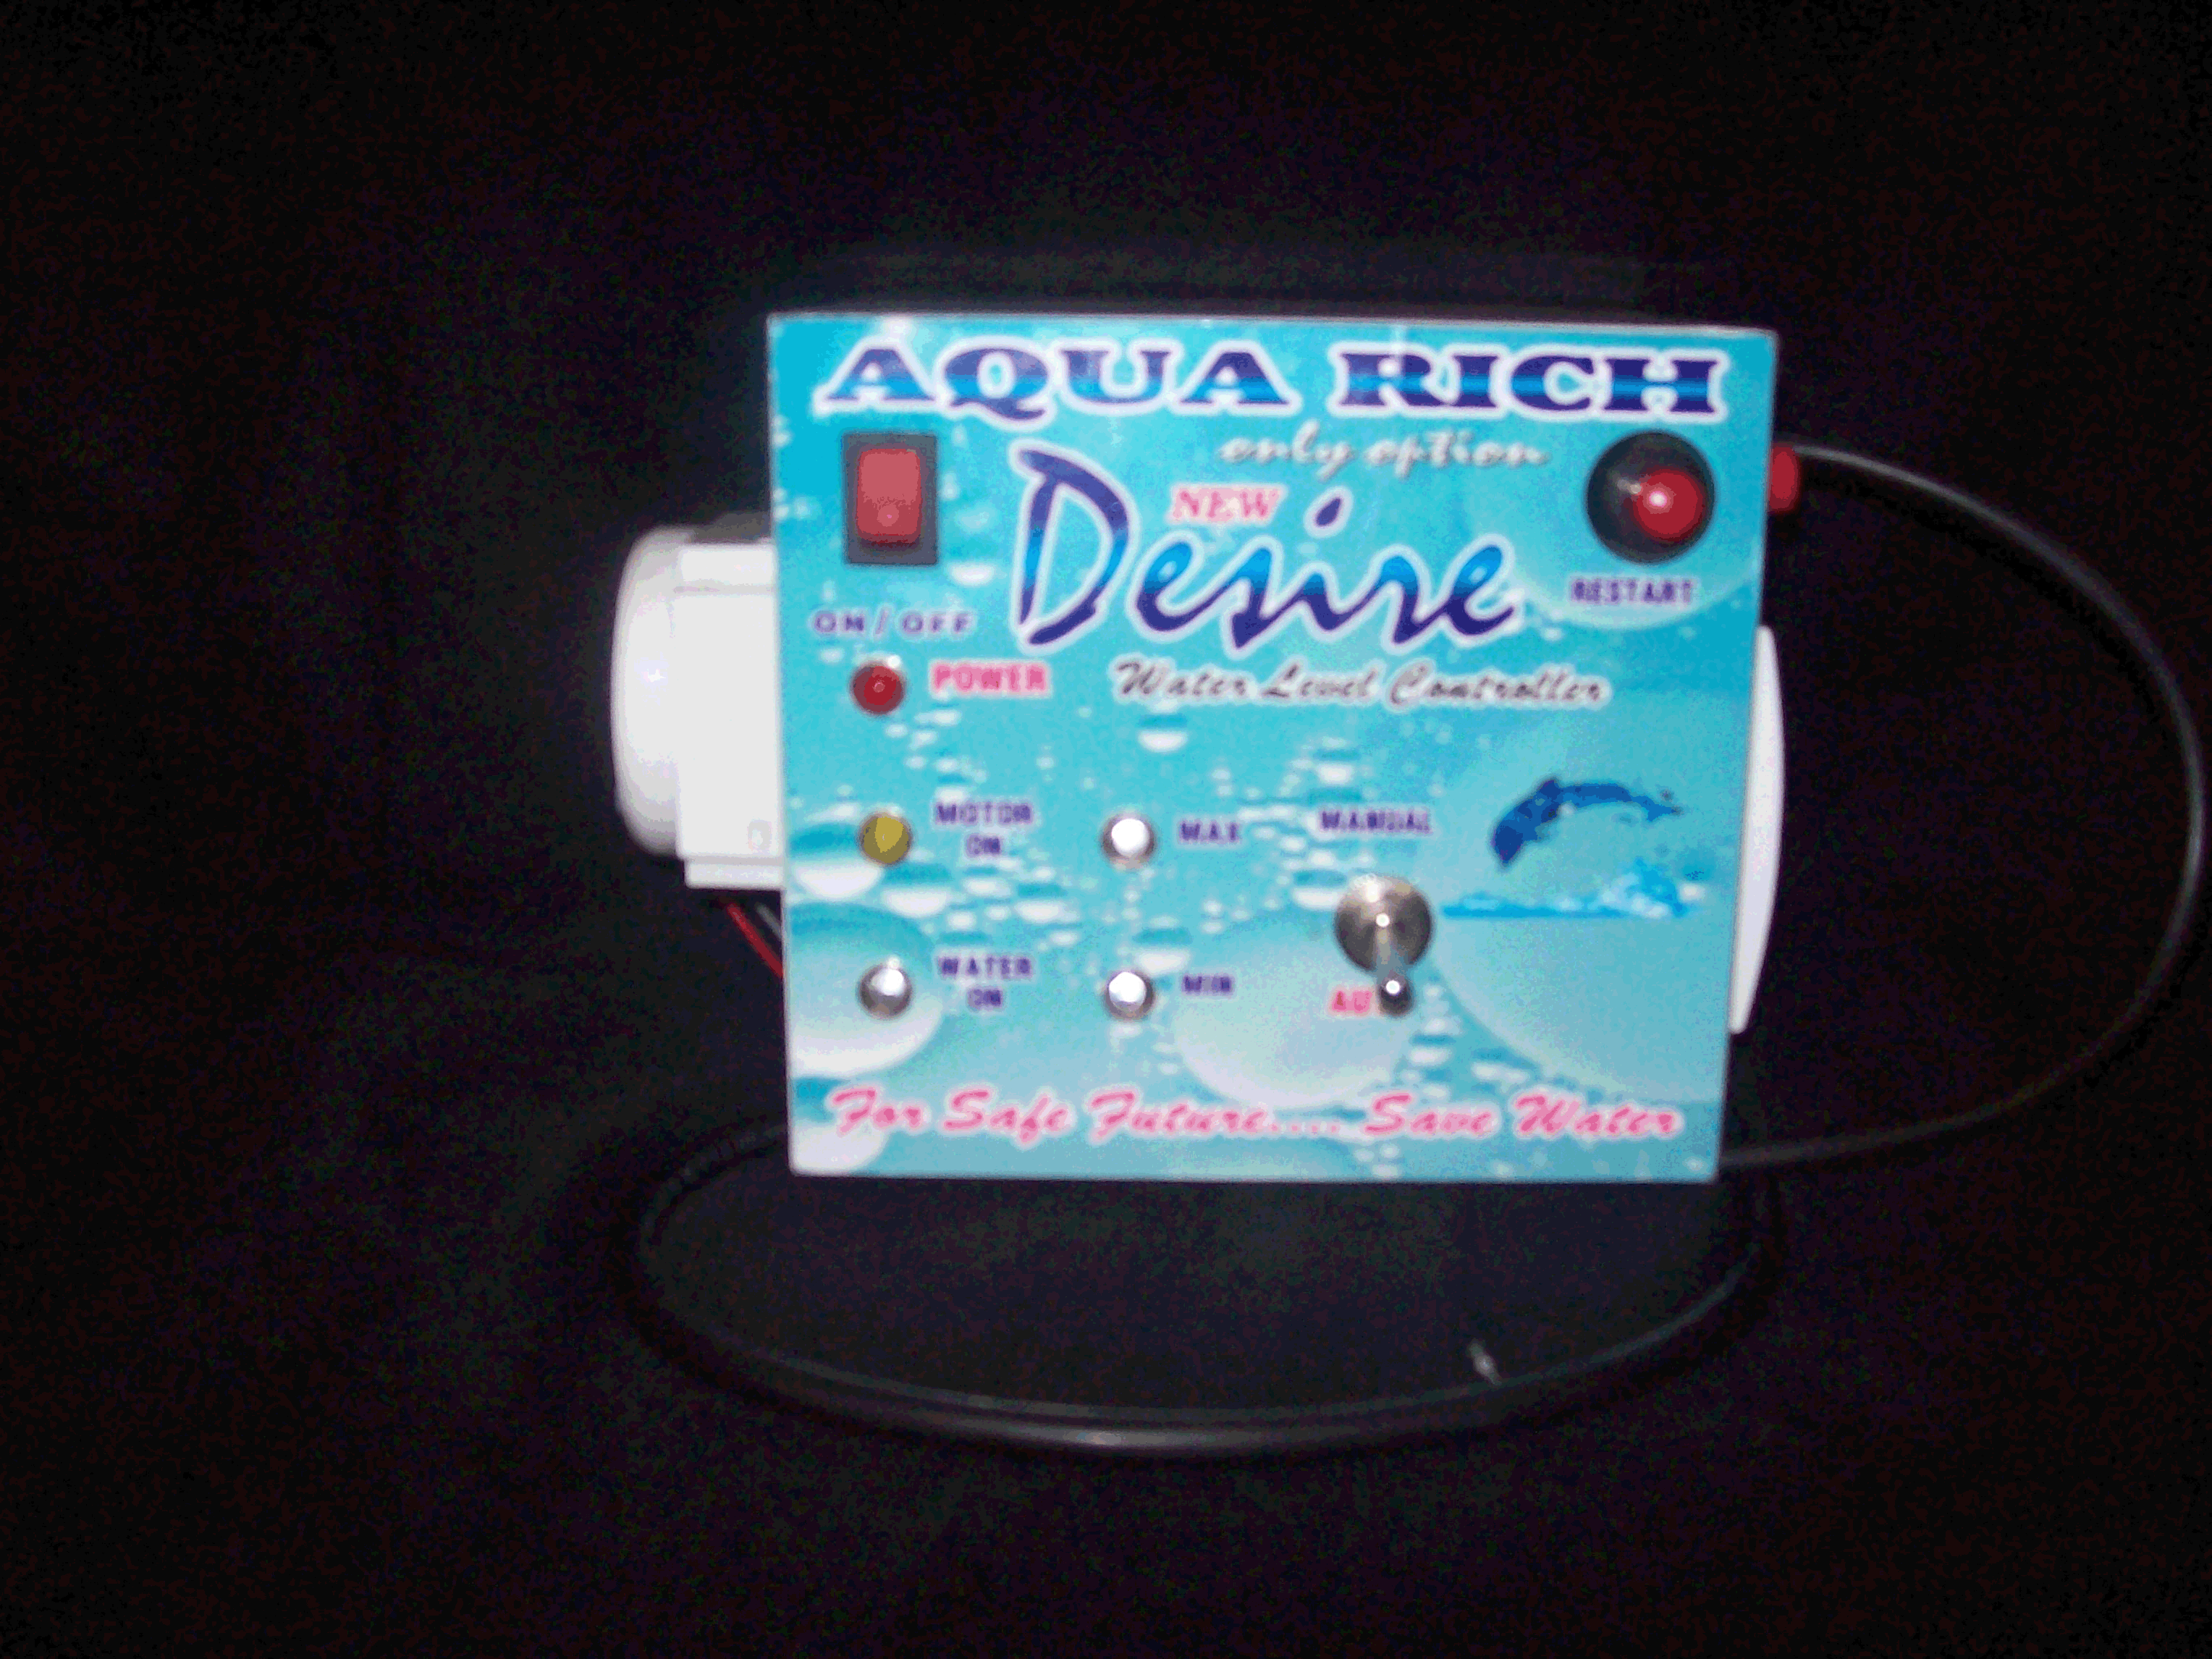 AQUA RICH
only option
NEW
Desire
RESTART
ON / OFF
POWER
Water Level Controller
MOTOR
ON
MAX
MANUAL
WATER
ON
MIN
AU
For Safe Future.... Save Water